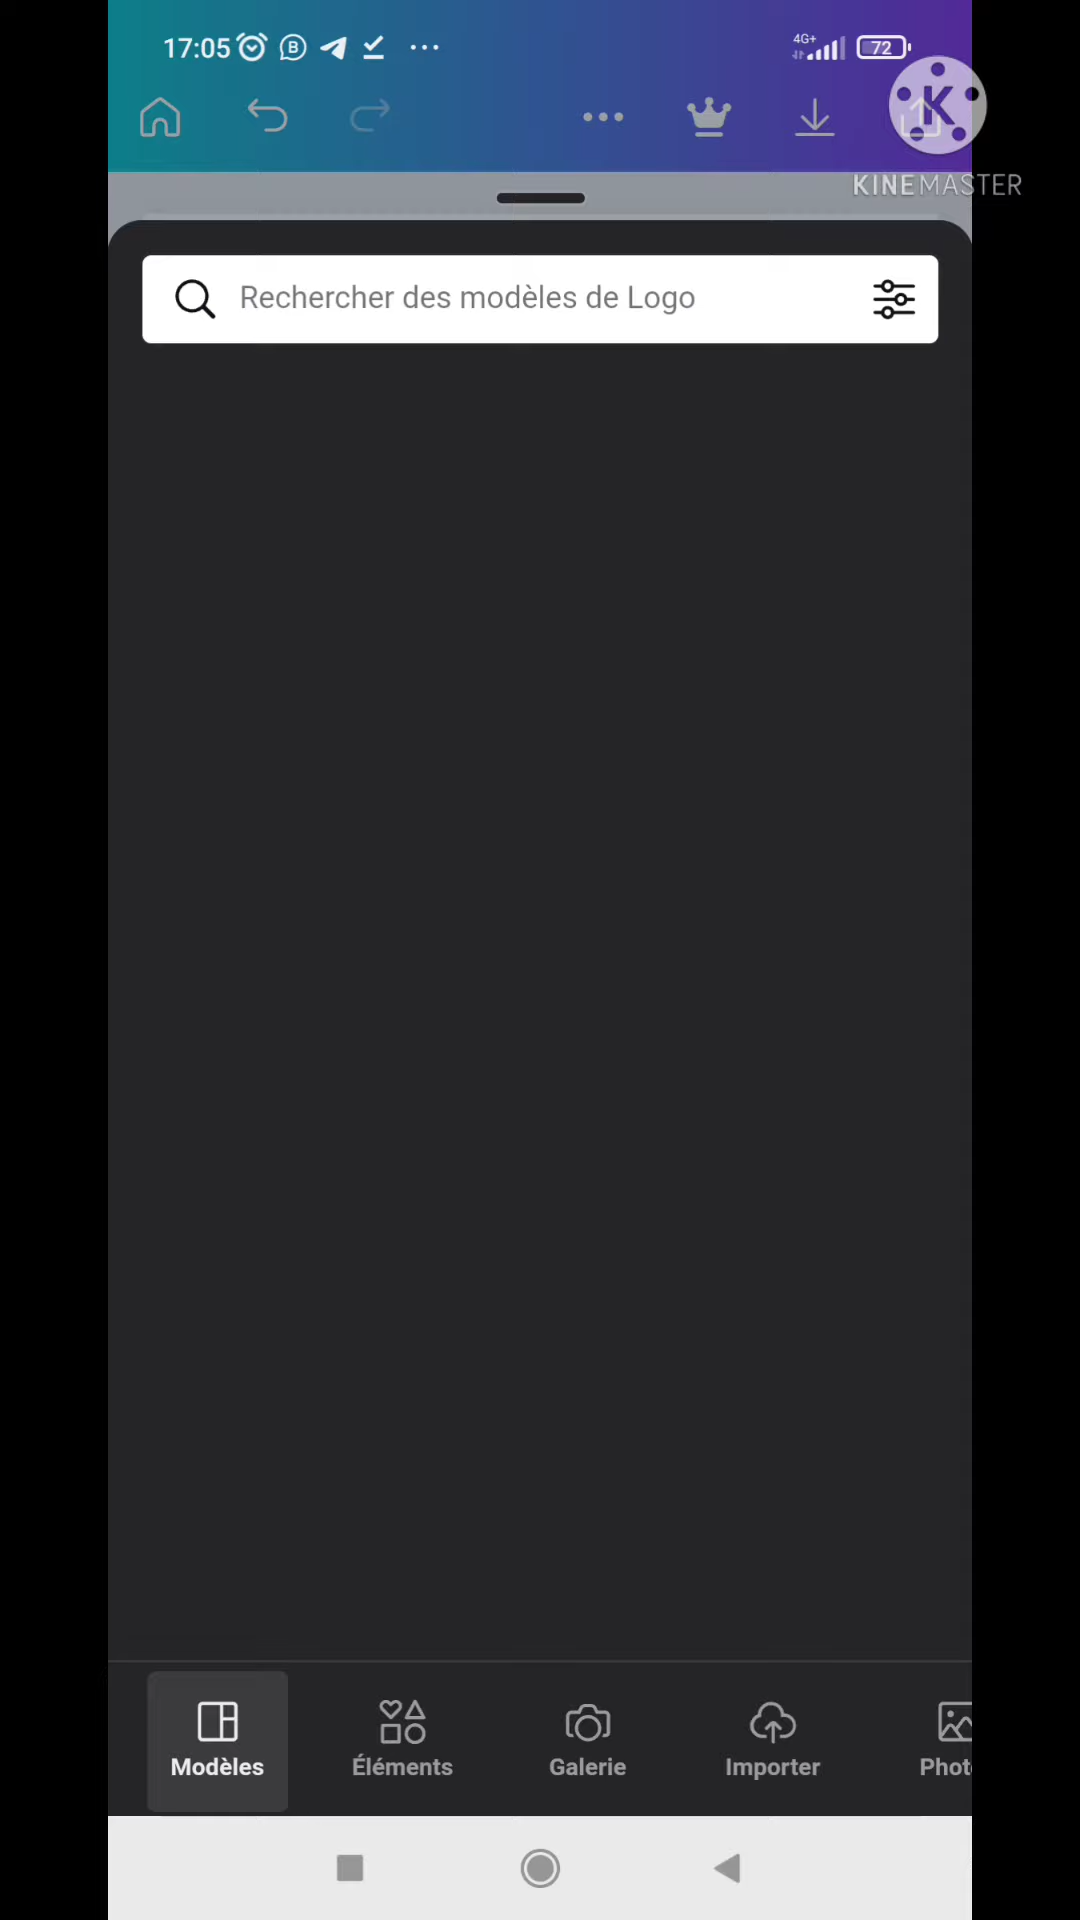 17:05
4G+
72
K
KINEMASTER
Rechercher des modèles de Logo
Modèles
Éléments
Galerie
Importer
Phot